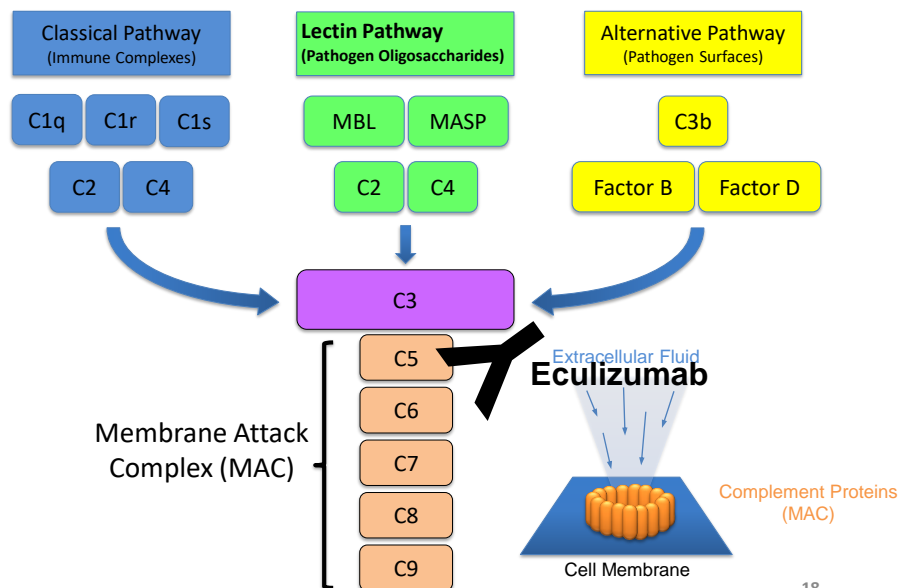 Classical Pathway
(Immune Complexes)
Lectin Pathway
(Pathogen Oligosaccharides)
Alternative Pathway
(Pathogen Surfaces)
C1q C1r C1s
MBL MASP
C3b
C2 C4
C2 C4
Factor B Factor D
C3
C5
C6
C7
C8
C9
Membrane Attack
Complex (MAC)
Extracellular Fluid
Eculizumab
Complement Proteins
(MAC)
Cell Membrane
18